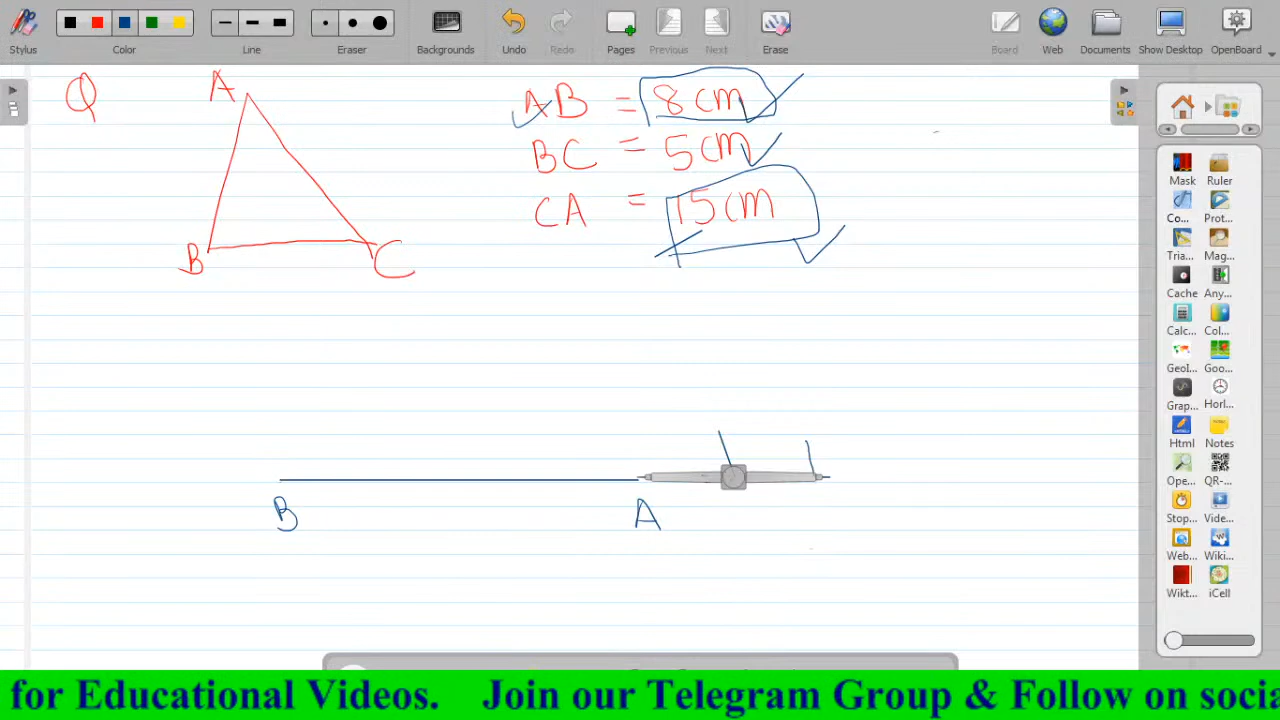 Stylus
Color
Line
Eraser
Backgrounds
Undo
Redo
Pages
Previous
Next
Erase
Board
Web
Documents
Show Desktop
OpenBoard
Q
A
B
C
AB = 8 cm
BC = 5 cm
CA = 15 cm
B
A
Mask
Ruler
Co...
Prot...
Tria...
Mag...
Cache
Any...
Calc...
Col...
GeoI...
Goo...
Grap...
Horl...
Html
Notes
Ope...
QR-...
Stop...
Vide...
Web...
Wiki...
Wikt...
iCell
for Educational Videos. Join our Telegram Group & Follow on socia